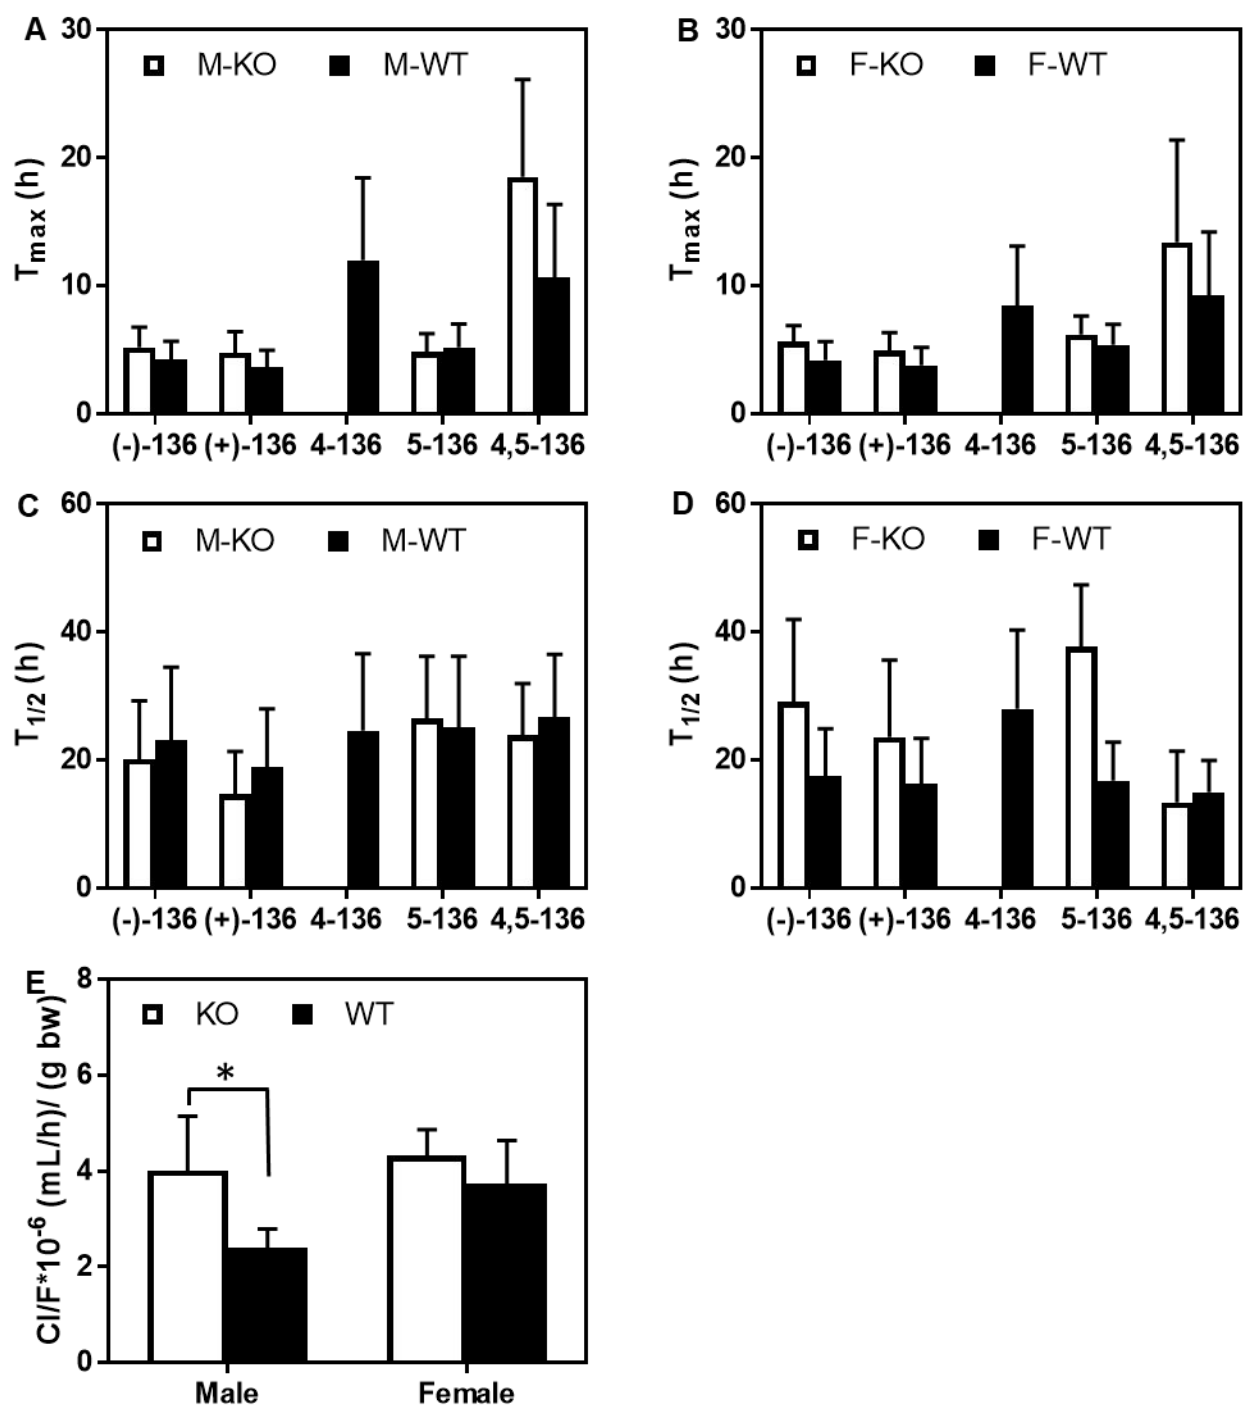 A
30
M-KO
M-WT
20
10
0
Tmax (h)
(-)-136 (+)-136 4-136 5-136 4,5-136
B
30
F-KO
F-WT
20
10
0
Tmax (h)
(-)-136 (+)-136 4-136 5-136 4,5-136
C
60
M-KO
M-WT
40
20
0
T1/2 (h)
(-)-136 (+)-136 4-136 5-136 4,5-136
D
60
F-KO
F-WT
40
20
0
T1/2 (h)
(-)-136 (+)-136 4-136 5-136 4,5-136
E
8
KO
WT
6
*
4
2
0
Cl/F*10-6 (mL/h)/ (g bw)
Male Female